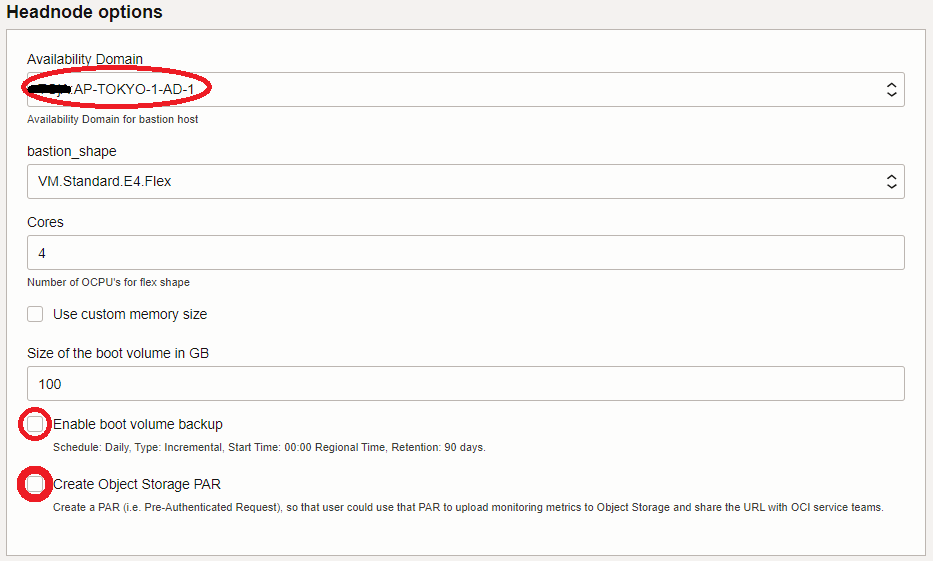 Headnode options
Availability Domain
:AP-TOKYO-1-AD-1
Availability Domain for bastion host
bastion_shape
VM.Standard.E4.Flex
Cores
4
Number of OCPU's for flex shape
Use custom memory size
Size of the boot volume in GB
100
Enable boot volume backup
Schedule: Daily, Type: Incremental, Start Time: 00:00 Regional Time, Retention: 90 days.
Create Object Storage PAR
Create a PAR (i.e. Pre-Authenticated Request), so that user could use that PAR to upload monitoring metrics to Object Storage and share the URL with OCI service teams.